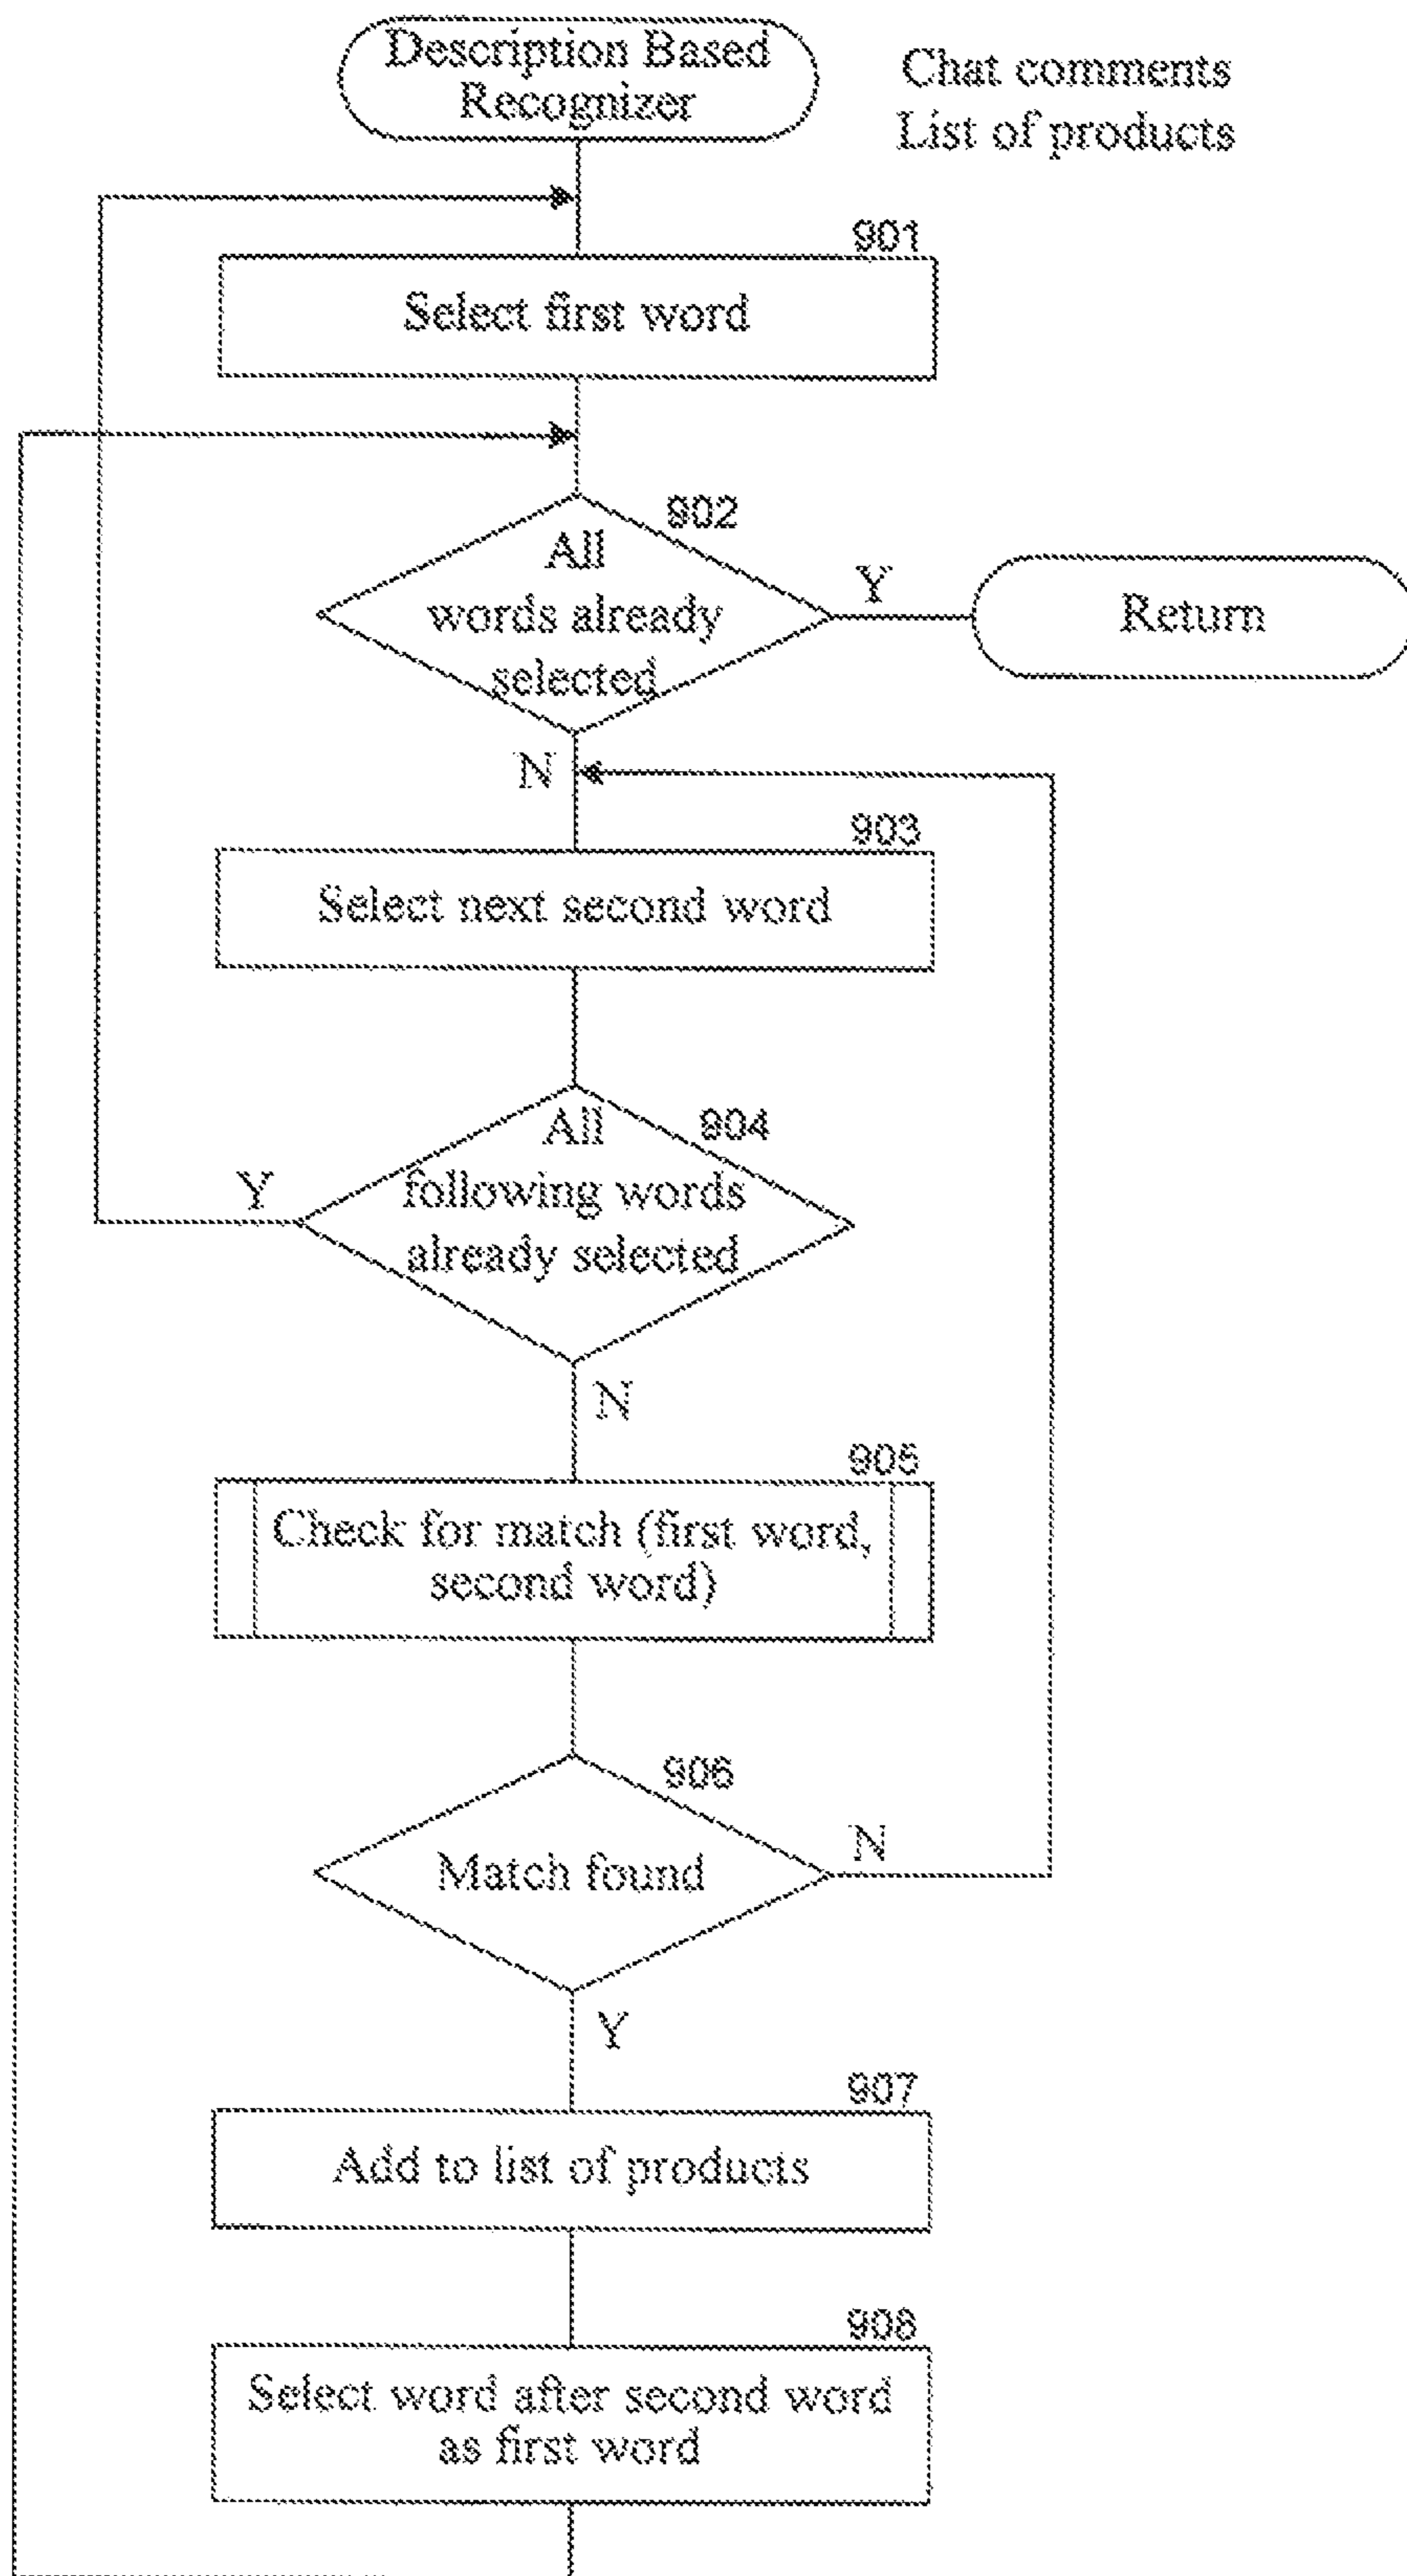 Description Based
Recognizer
Chat comments
List of products
901
Select first word
902
All
words already
selected
Y
Return
N
903
Select next second word
904
All
following words
already selected
Y
N
905
Check for match (first word,
second word)
906
Match found
N
Y
907
Add to list of products
908
Select word after second word
as first word